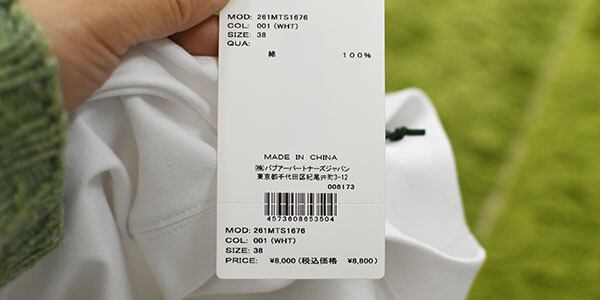 MOD: 261MTS1676
COL: 001 (WHT)
SIZE: 38
QUA:
綿 100%
MADE IN CHINA
㈱バブアーパートナーズジャパン
東京都千代田区紀尾井町3-12
006173
4573608653504
MOD: 261MTS1676
COL: 001 (WHT)
SIZE: 38
PRICE: ¥8,000(税込価格 ¥8,800)